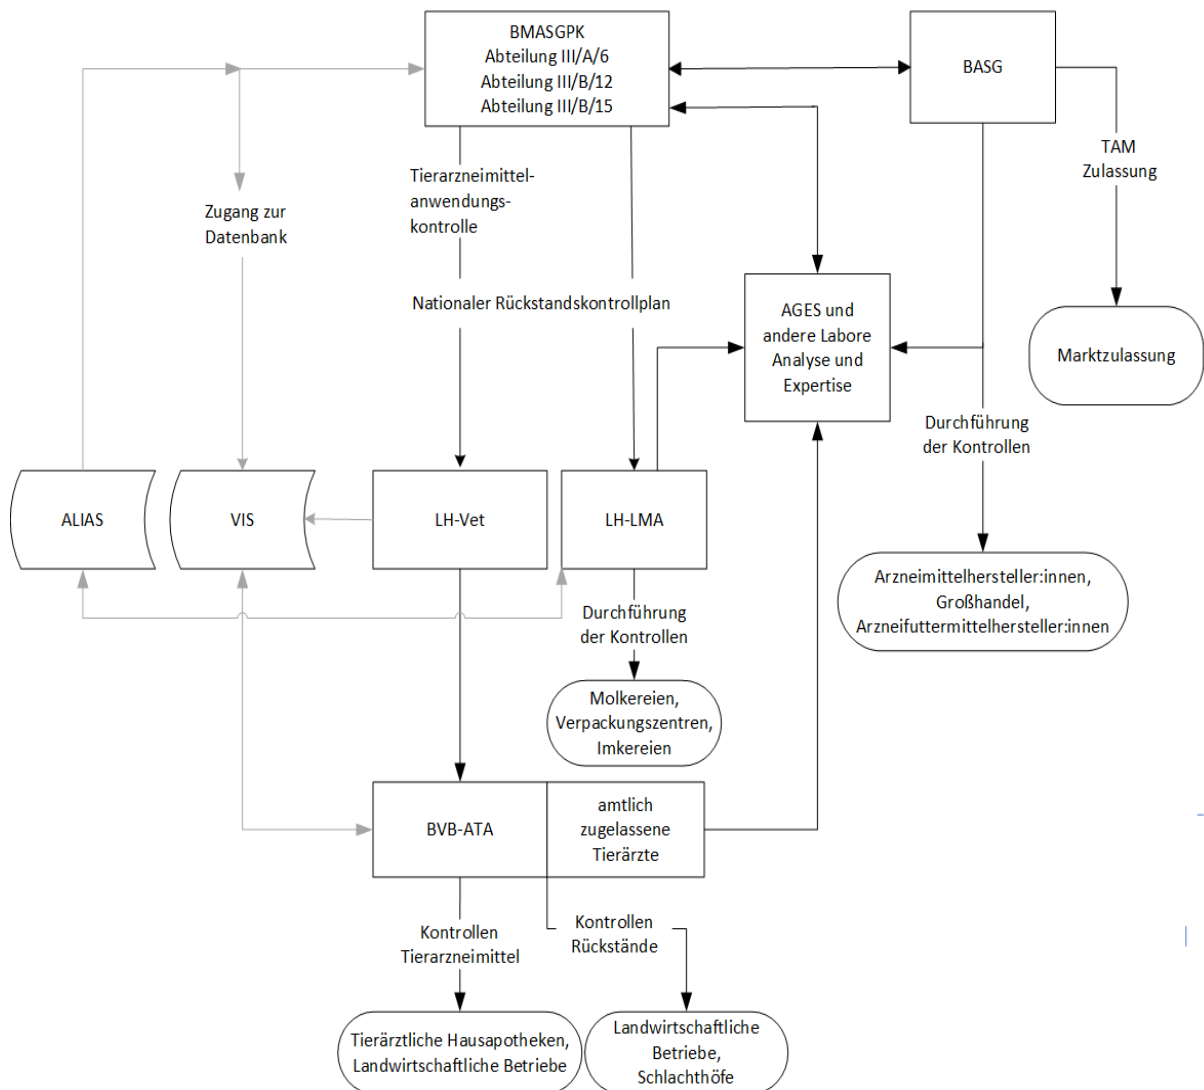 BMASGPK
Abteilung III/A/6
Abteilung III/B/12
Abteilung III/B/15
BASG
TAM
Zulassung
Tierarzneimittel-
anwendungs-
kontrolle
Zugang zur
Datenbank
Nationaler Rückstandskontrollplan
AGES und
andere Labore
Analyse und
Expertise
Marktzulassung
Durchführung
der Kontrollen
ALIAS
VIS
LH-Vet
LH-LMA
Arzneimittelhersteller:innen,
Großhandel,
Arzneifuttermittelhersteller:innen
Durchführung
der Kontrollen
Molkereien,
Verpackungszentren,
Imkereien
BVB-ATA
amtlich
zugelassene
Tierärzte
Kontrollen
Tierarzneimittel
Kontrollen
Rückstände
Tierärztliche Hausapotheken,
Landwirtschaftliche Betriebe
Landwirtschaftliche
Betriebe,
Schlachthöfe